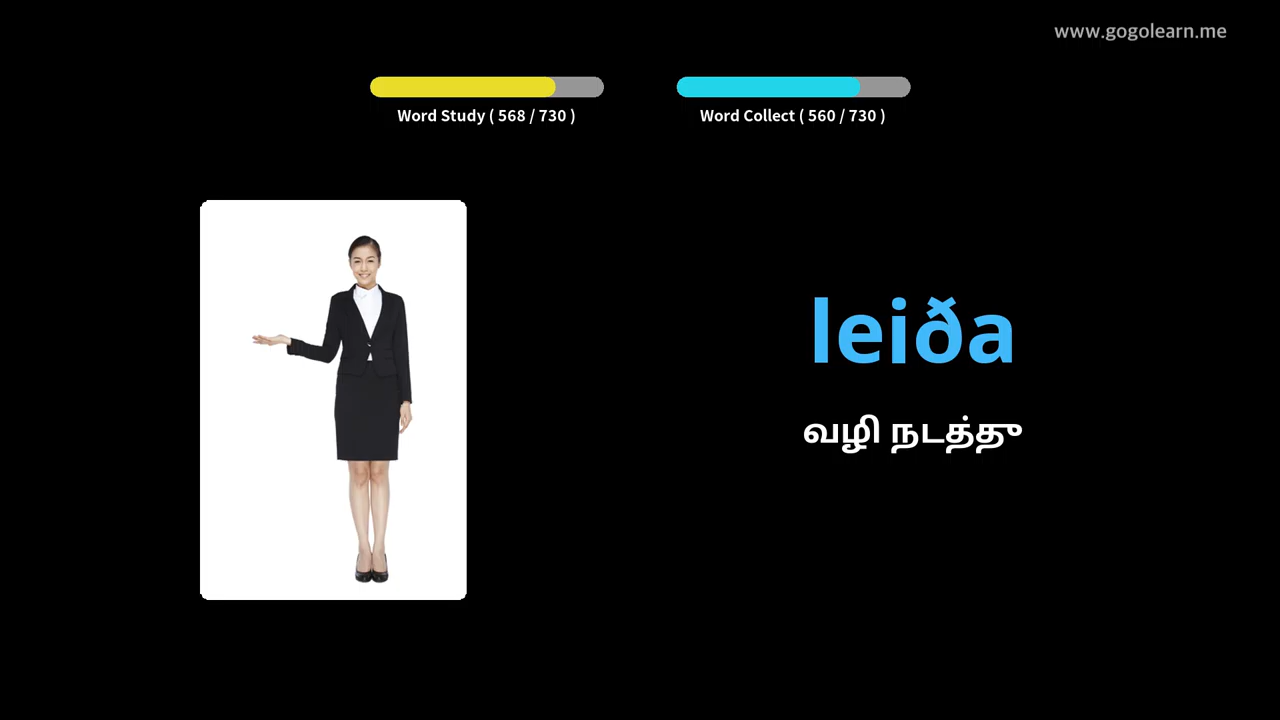 www.gogolearn.me
Word Study ( 568 / 730 )
Word Collect ( 560 / 730 )
leiða
வழி நடத்து